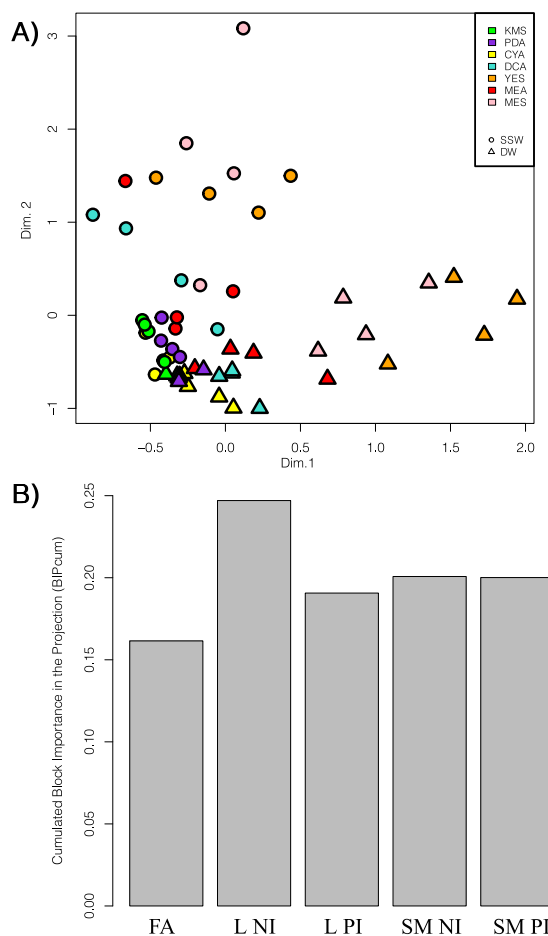 A)
KMS
PDA
CYA
DCA
YES
MEA
MES
SSW
DW
Dim. 2
3
2
1
0
−1
−0.5 0.0 0.5 1.0 1.5 2.0
Dim.1
B)
Cumulated Block Importance in the Projection (BIPcum)
0.25
0.20
0.15
0.10
0.05
0.00
FA L NI L PI SM NI SM PI